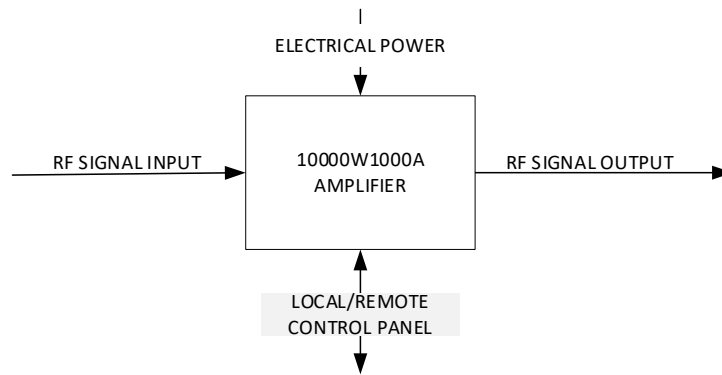 ELECTRICAL POWER
RF SIGNAL INPUT
10000W1000A
AMPLIFIER
RF SIGNAL OUTPUT
LOCAL/REMOTE
CONTROL PANEL